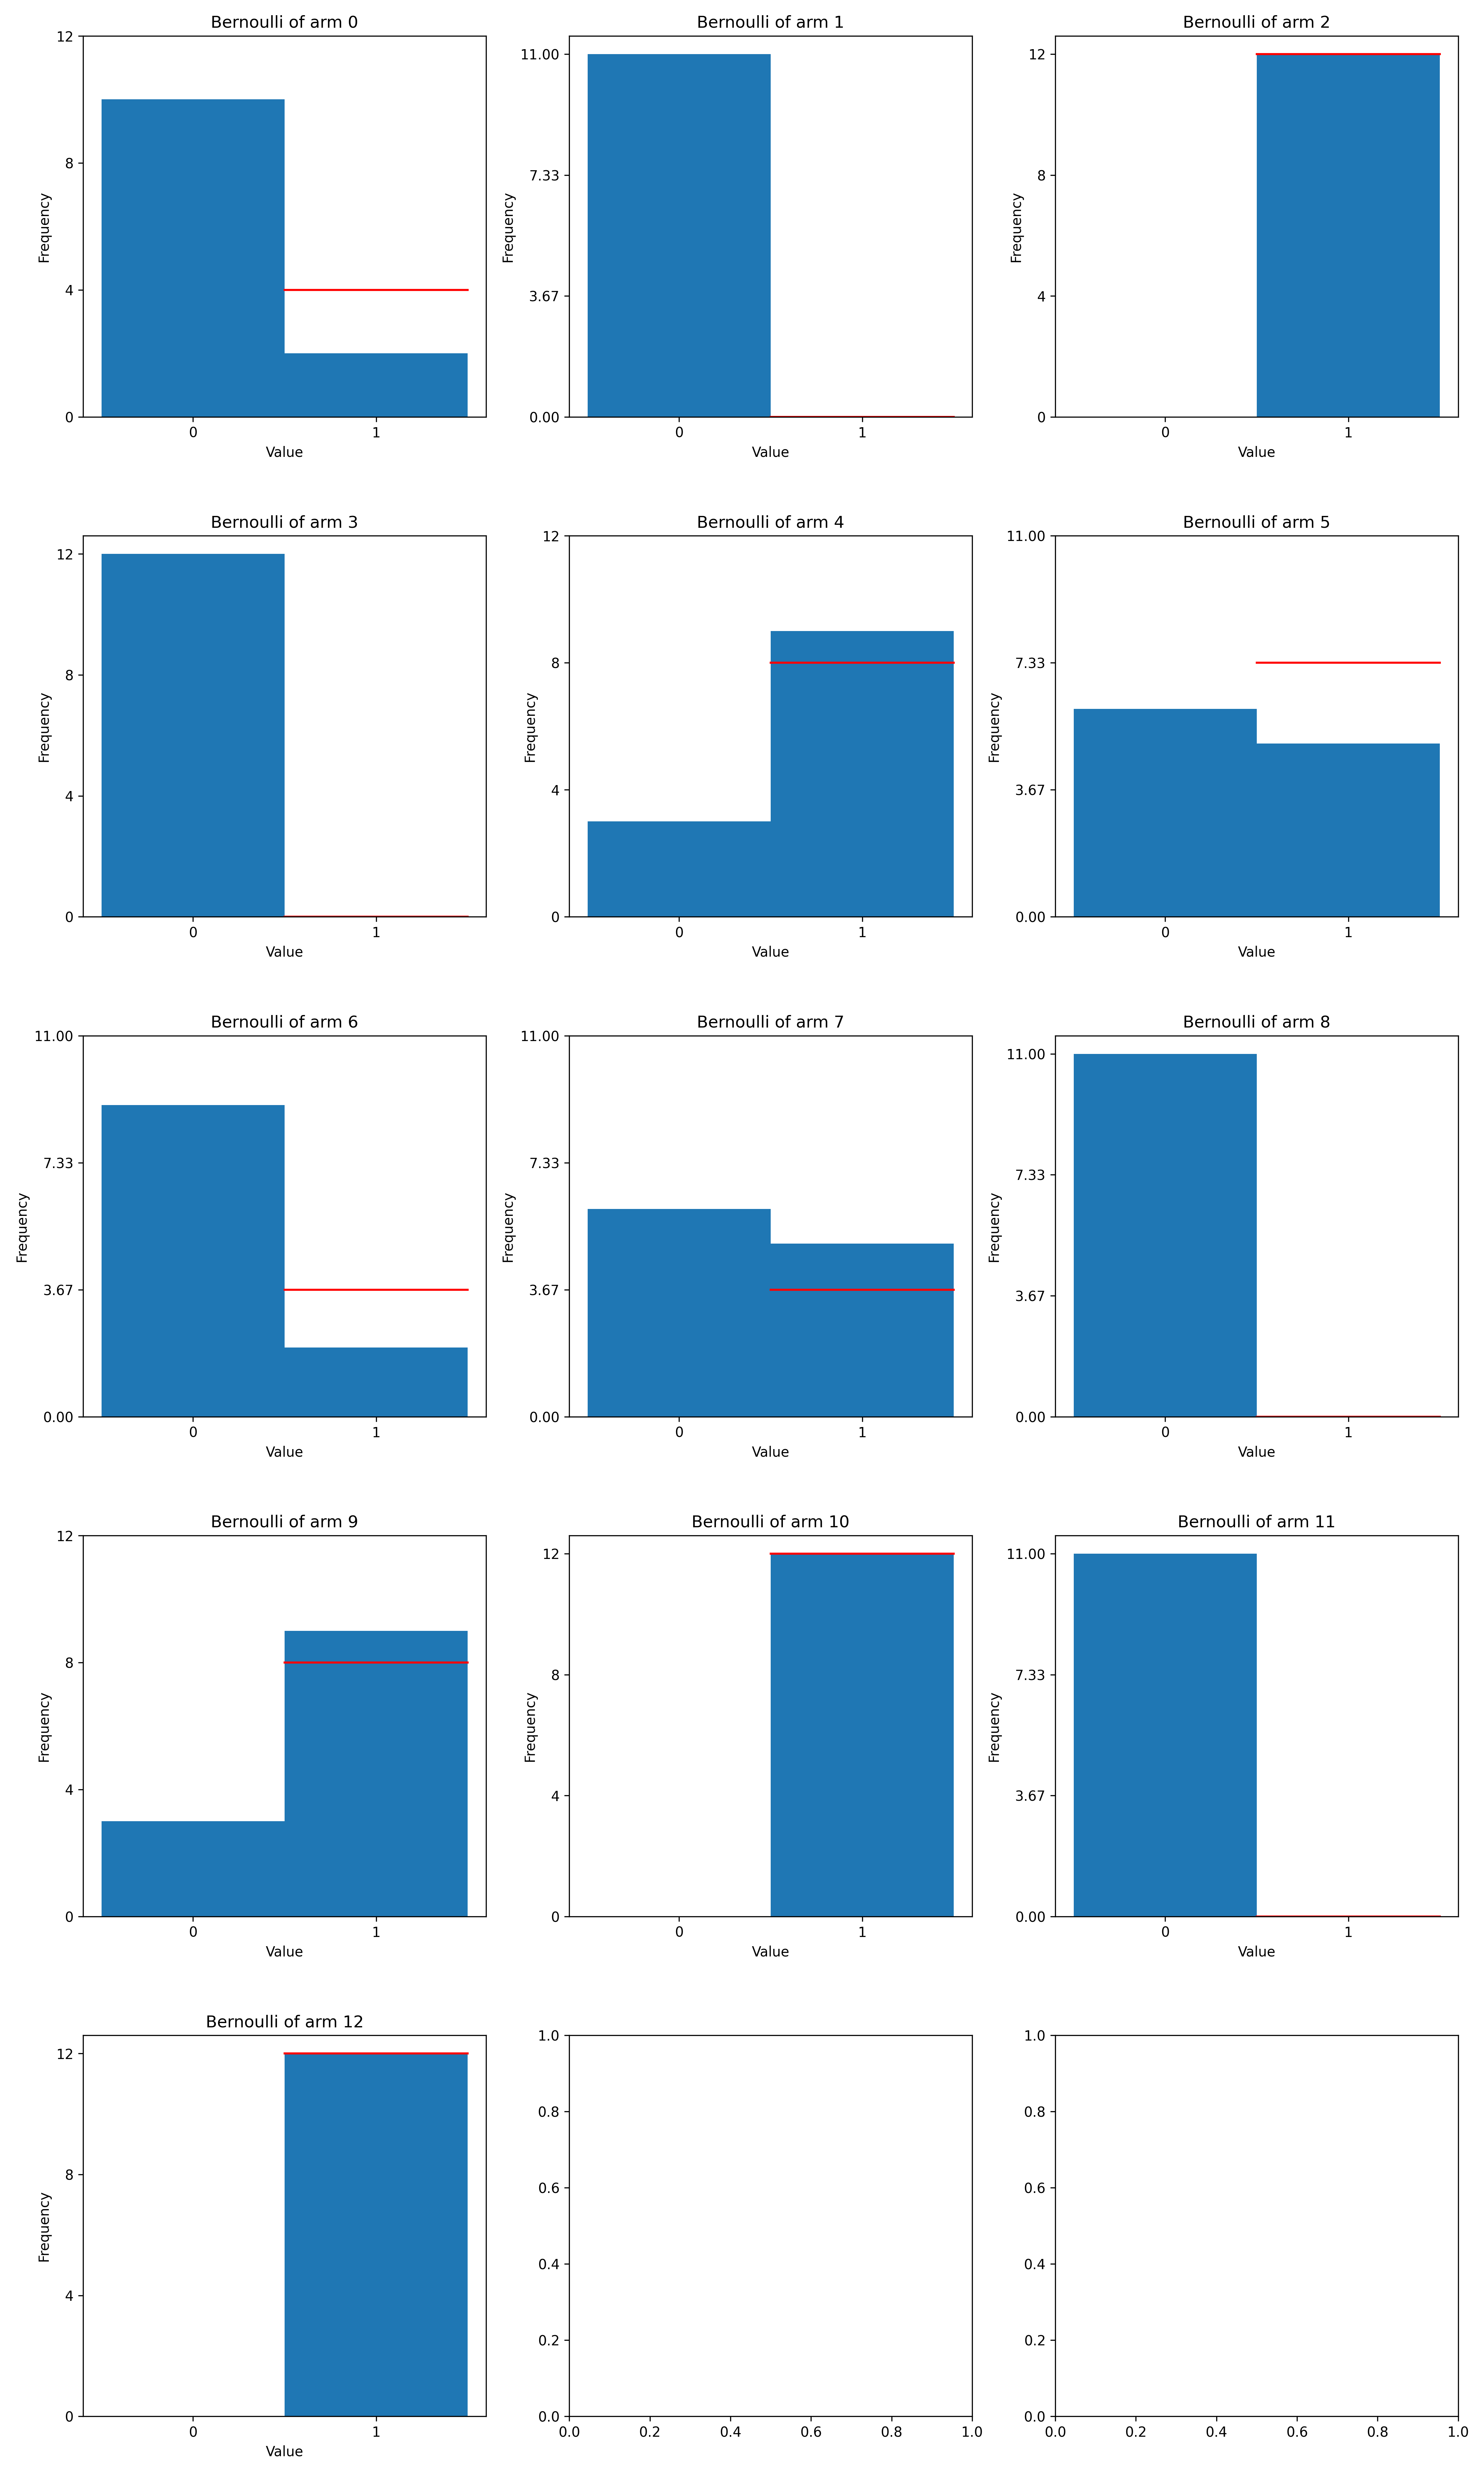 Bernoulli of arm 0
12
8
4
0
Frequency
0 1
Value
Bernoulli of arm 1
11.00
7.33
3.67
0.00
Frequency
0 1
Value
Bernoulli of arm 2
12
8
4
0
Frequency
0 1
Value
Bernoulli of arm 3
12
8
4
0
Frequency
0 1
Value
Bernoulli of arm 4
12
8
4
0
Frequency
0 1
Value
Bernoulli of arm 5
11.00
7.33
3.67
0.00
Frequency
0 1
Value
Bernoulli of arm 6
11.00
7.33
3.67
0.00
Frequency
0 1
Value
Bernoulli of arm 7
11.00
7.33
3.67
0.00
Frequency
0 1
Value
Bernoulli of arm 8
11.00
7.33
3.67
0.00
Frequency
0 1
Value
Bernoulli of arm 9
12
8
4
0
Frequency
0 1
Value
Bernoulli of arm 10
12
8
4
0
Frequency
0 1
Value
Bernoulli of arm 11
11.00
7.33
3.67
0.00
Frequency
0 1
Value
Bernoulli of arm 12
12
8
4
0
Frequency
0 1
Value
1.0
0.8
0.6
0.4
0.2
0.0
0.0 0.2 0.4 0.6 0.8 1.0
1.0
0.8
0.6
0.4
0.2
0.0
0.0 0.2 0.4 0.6 0.8 1.0